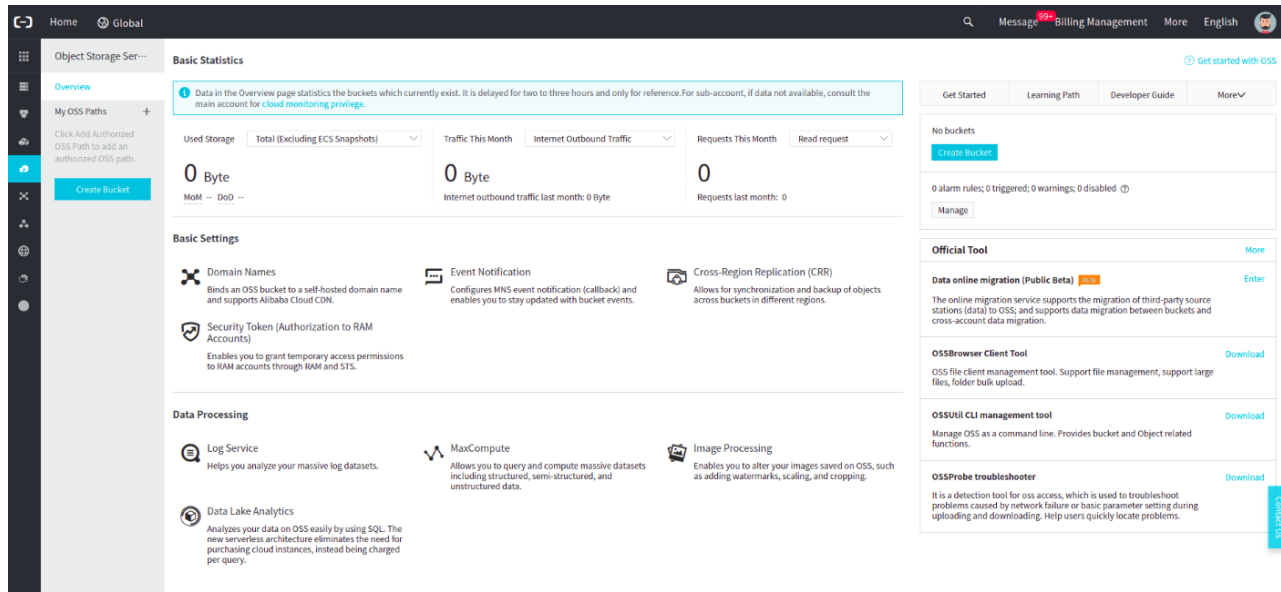 Home Global
Message 99+ Billing Management More English
Object Storage Ser···
Overview
My OSS Paths +
Click Add Authorized
OSS Path to add an
authorized OSS path.
Create Bucket
Basic Statistics
Get started with OSS
Data in the Overview page statistics the buckets which currently exist. It is delayed for two to three hours and only for reference.For sub-account, if data not available, consult the
main account for cloud monitoring privilege.
Used Storage Total (Excluding ECS Snapshots)
0 Byte
MoM -- DoD --
Traffic This Month Internet Outbound Traffic
0 Byte
Internet outbound traffic last month: 0 Byte
Requests This Month Read request
0
Requests last month: 0
Basic Settings
Domain Names
Binds an OSS bucket to a self-hosted domain name
and supports Alibaba Cloud CDN.
Event Notification
Configures MNS event notification (callback) and
enables you to stay updated with bucket events.
Cross-Region Replication (CRR)
Allows for synchronization and backup of objects
across buckets in different regions.
Security Token (Authorization to RAM
Accounts)
Enables you to grant temporary access permissions
to RAM accounts through RAM and STS.
Data Processing
Log Service
Helps you analyze your massive log datasets.
MaxCompute
Allows you to query and compute massive datasets
including structured, semi-structured, and
unstructured data.
Image Processing
Enables you to alter your images saved on OSS, such
as adding watermarks, scaling, and cropping.
Data Lake Analytics
Analyzes your data on OSS easily by using SQL. The
new serverless architecture eliminates the need for
purchasing cloud instances, instead being charged
per query.
Get Started Learning Path Developer Guide More
No buckets
Create Bucket
0 alarm rules; 0 triggered; 0 warnings; 0 disabled
Manage
Official Tool More
Data online migration (Public Beta) NEW Enter
The online migration service supports the migration of third-party source
stations (data) to OSS; and supports data migration between buckets and
cross-account data migration.
OSSBrowser Client Tool Download
OSS file client management tool. Support file management, support large
files, folder bulk upload.
OSSUtil CLI management tool Download
Manage OSS as a command line. Provides bucket and Object related
functions.
OSSProbe troubleshooter Download
It is a detection tool for oss access, which is used to troubleshoot
problems caused by network failure or basic parameter setting during
uploading and downloading. Help users quickly locate problems.
Contact Us